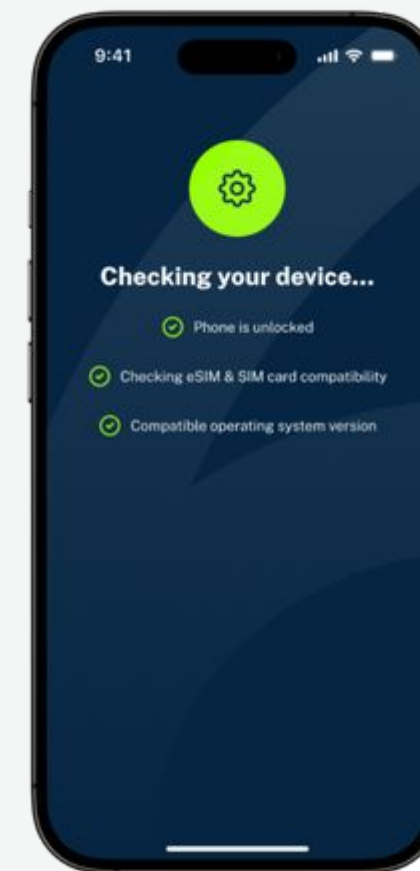 9:41
Checking your device...
Phone is unlocked
Checking eSIM & SIM card compatibility
Compatible operating system version